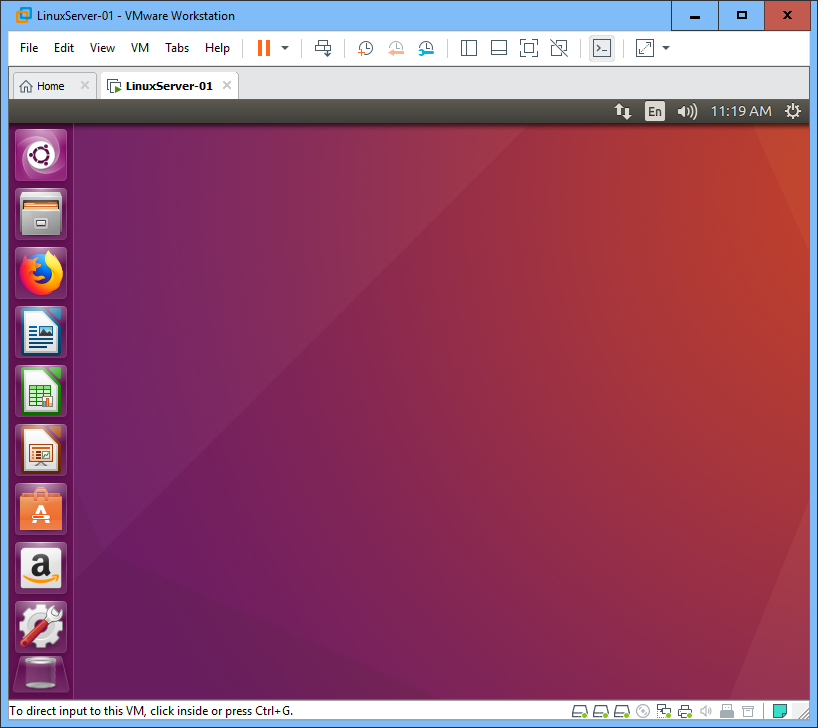 LinuxServer-01 - VMware Workstation
File Edit View VM Tabs Help
Home LinuxServer-01
En 11:19 AM
A
a
To direct input to this VM, click inside or press Ctrl+G.